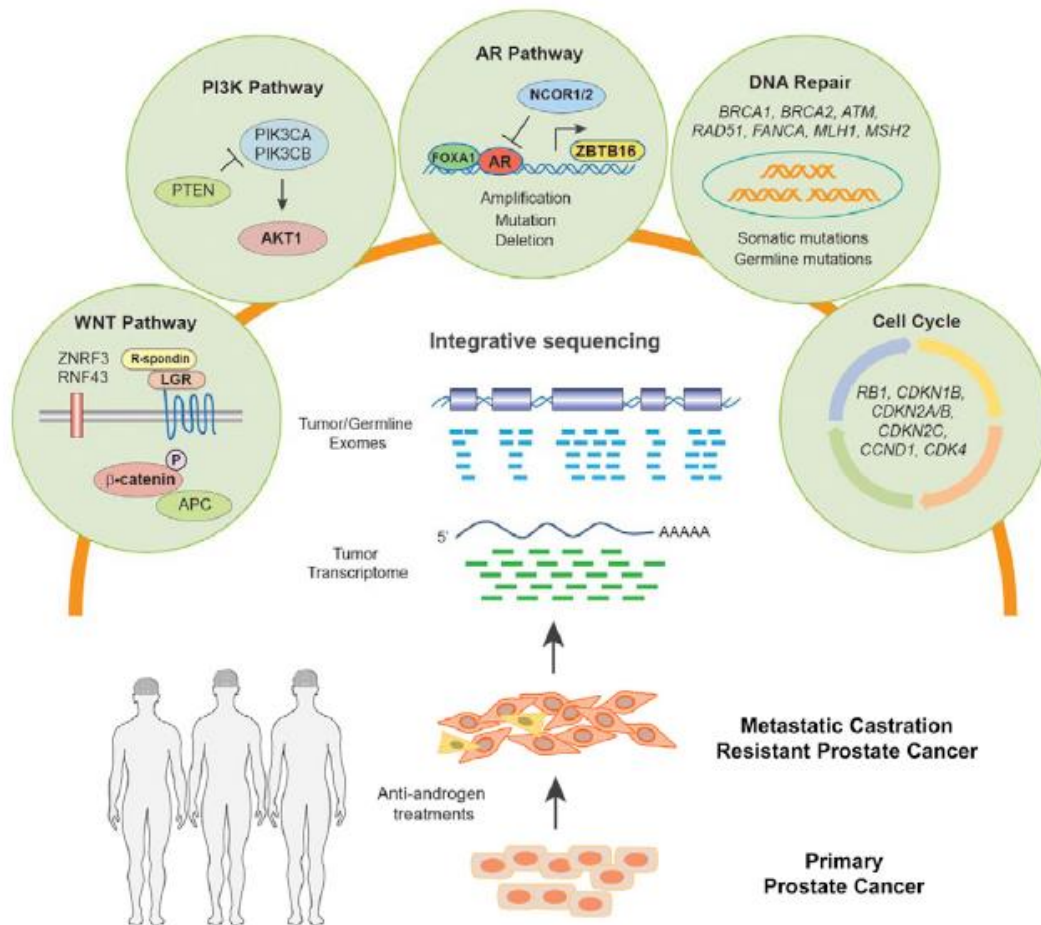 AR Pathway
NCOR1/2
FOXA1
AR
ZBTB16
Amplification
Mutation
Deletion
PI3K Pathway
PIK3CA
PIK3CB
PTEN
AKT1
DNA Repair
BRCA1, BRCA2, ATM,
RAD51, FANCA, MLH1, MSH2
Somatic mutations
Germline mutations
WNT Pathway
ZNRF3
RNF43
R-spondin
LGR
P
β-catenin
APC
Cell Cycle
RB1, CDKN1B,
CDKN2A/B,
CDKN2C,
CCND1, CDK4
Integrative sequencing
Tumor/Germline
Exomes
5'
AAAAA
Tumor
Transcriptome
Metastatic Castration
Resistant Prostate Cancer
Anti-androgen
treatments
Primary
Prostate Cancer